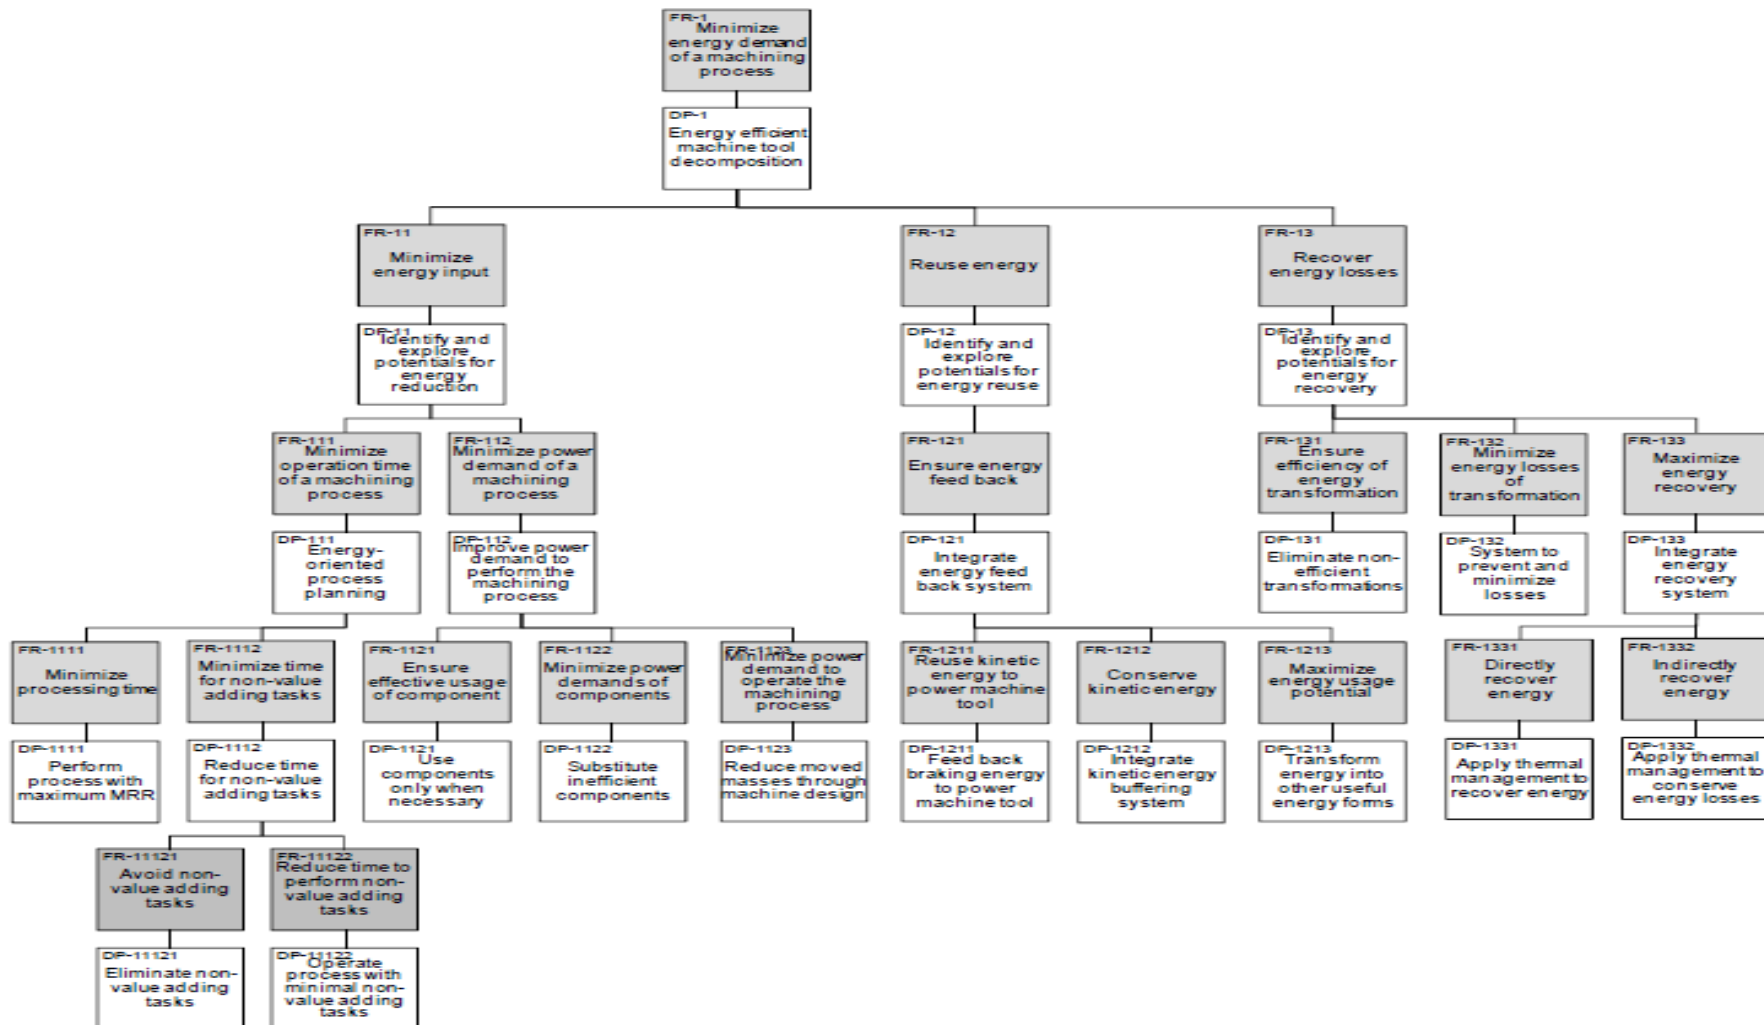 FR-1
Minimize
energy demand
of a machining
process
DP-1
Energy efficient
machine tool
decomposition
FR-11
Minimize
energy input
FR-12
Reuse energy
FR-13
Recover
energy losses
DP-11
Identify and
explore
potentials for
energy
reduction
DP-12
Identify and
explore
potentials for
energy reuse
DP-13
Identify and
explore
potentials for
energy
recovery
FR-111
Minimize
operation time
of a machining
process
FR-112
Minimize power
demand of a
machining
process
FR-121
Ensure energy
feed back
FR-131
Ensure
efficiency of
energy
transformation
FR-132
Minimize
energy losses
of
transformation
FR-133
Maximize
energy
recovery
DP-111
Energy-
oriented
process
planning
DP-112
Improve power
demand to
perform the
machining
process
DP-121
Integrate
energy feed
back system
DP-131
Eliminate non-
efficient
transformations
DP-132
System to
prevent and
minimize
losses
DP-133
Integrate
energy
recovery
system
FR-1111
Minimize
processing time
FR-1112
Minimize time
for non-value
adding tasks
FR-1121
Ensure
effective usage
of component
FR-1122
Minimize power
demands of
components
FR-1123
Minimize power
demand to
operate the
machining
process
FR-1211
Reuse kinetic
energy to
power machine
tool
FR-1212
Conserve
kinetic energy
FR-1213
Maximize
energy usage
potential
FR-1331
Directly
recover
energy
FR-1332
Indirectly
recover
energy
DP-1111
Perform
process with
maximum MRR
DP-1112
Reduce time
for non-value
adding tasks
DP-1121
Use
components
only when
necessary
DP-1122
Substitute
inefficient
components
DP-1123
Reduce moved
masses through
machine design
DP-1211
Feed back
braking energy
to power
machine tool
DP-1212
Integrate
kinetic energy
buffering
system
DP-1213
Transform
energy into
other useful
energy forms
DP-1331
Apply thermal
management to
recover energy
DP-1332
Apply thermal
management to
conserve
energy losses
FR-11121
Avoid non-
value adding
tasks
FR-11122
Reduce time to
perform non-
value adding
tasks
DP-11121
Eliminate non-
value adding
tasks
DP-11122
Operate
process with
minimal non-
value adding
tasks